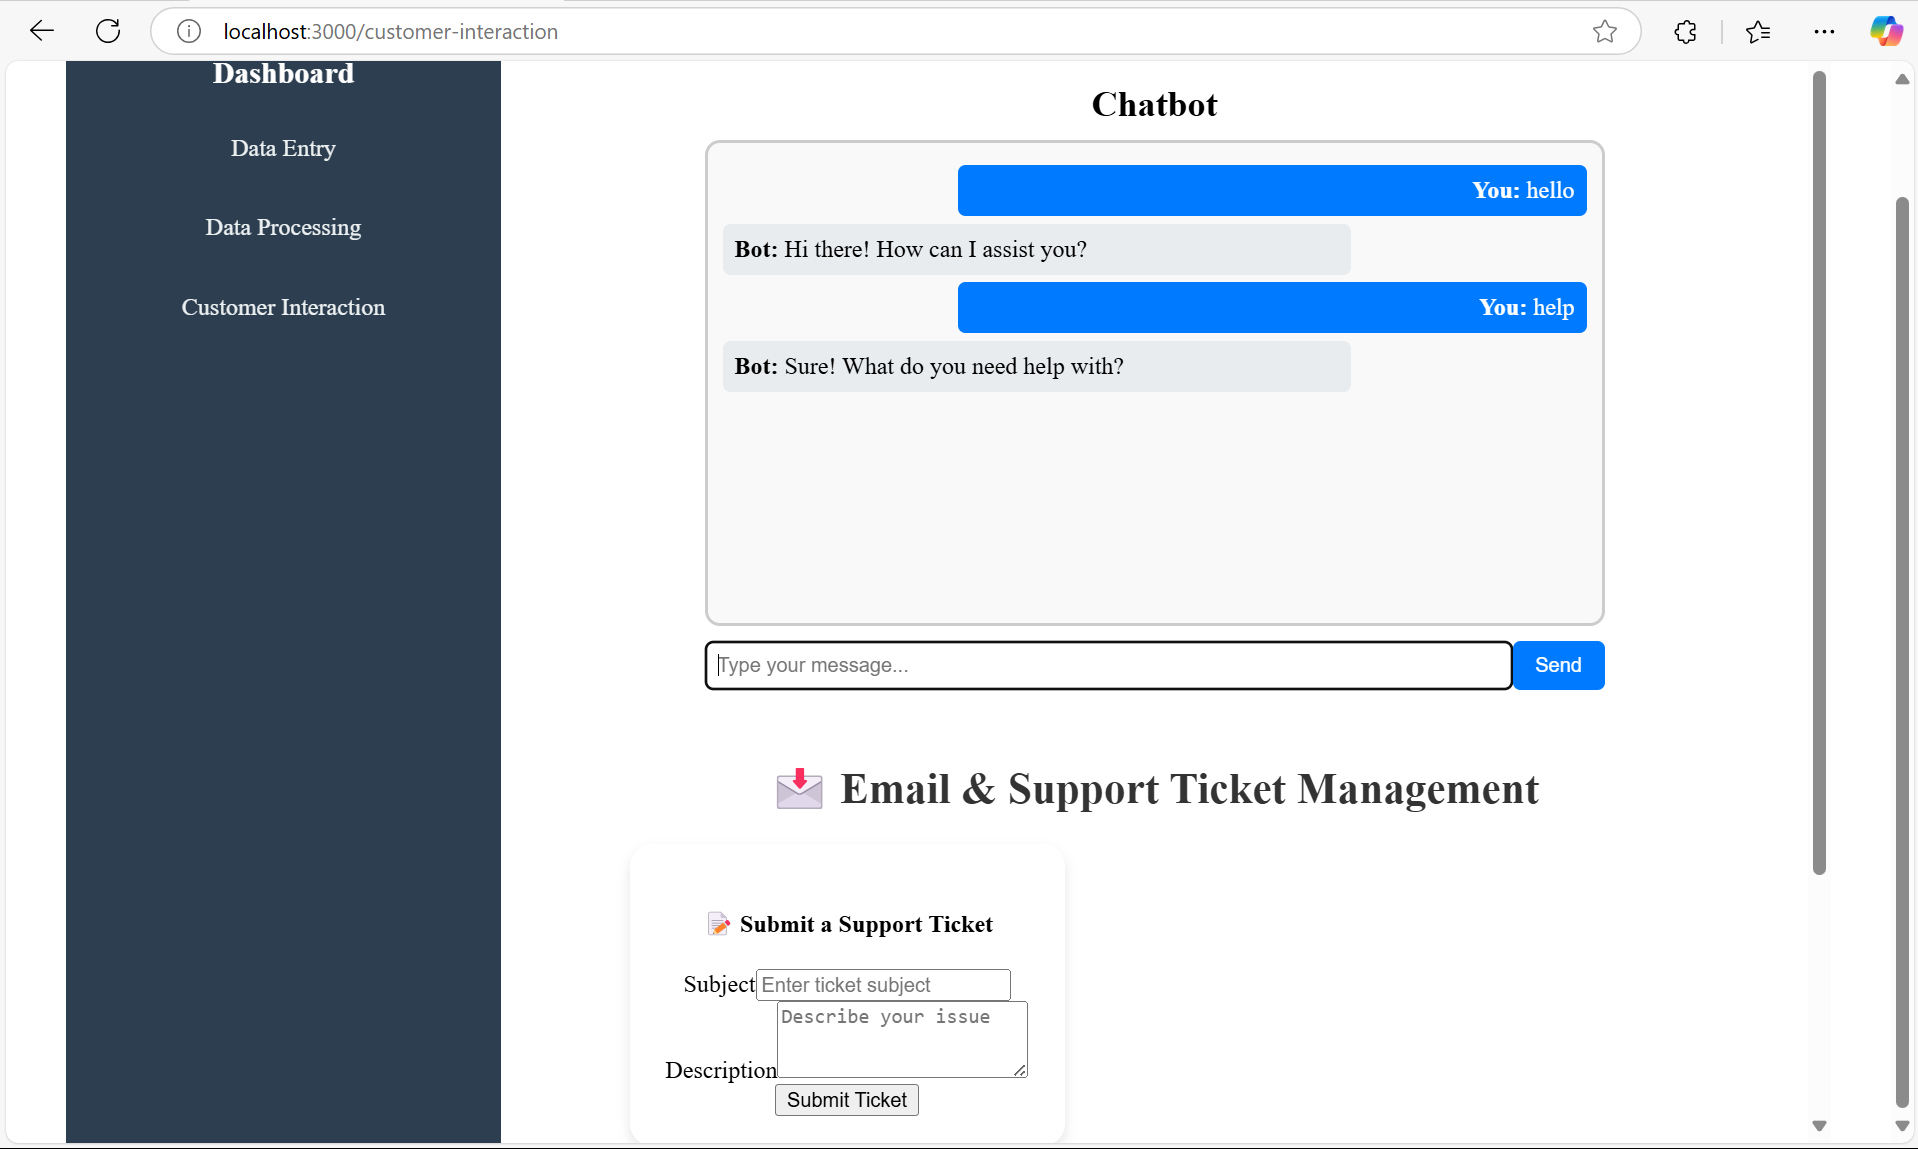 localhost:3000/customer-interaction
Dashboard
Data Entry
Data Processing
Customer Interaction
Chatbot
You: hello
Bot: Hi there! How can I assist you?
You: help
Bot: Sure! What do you need help with?
Type your message...
Send
Email & Support Ticket Management
Submit a Support Ticket
Subject
Enter ticket subject
Describe your issue
Description
Submit Ticket